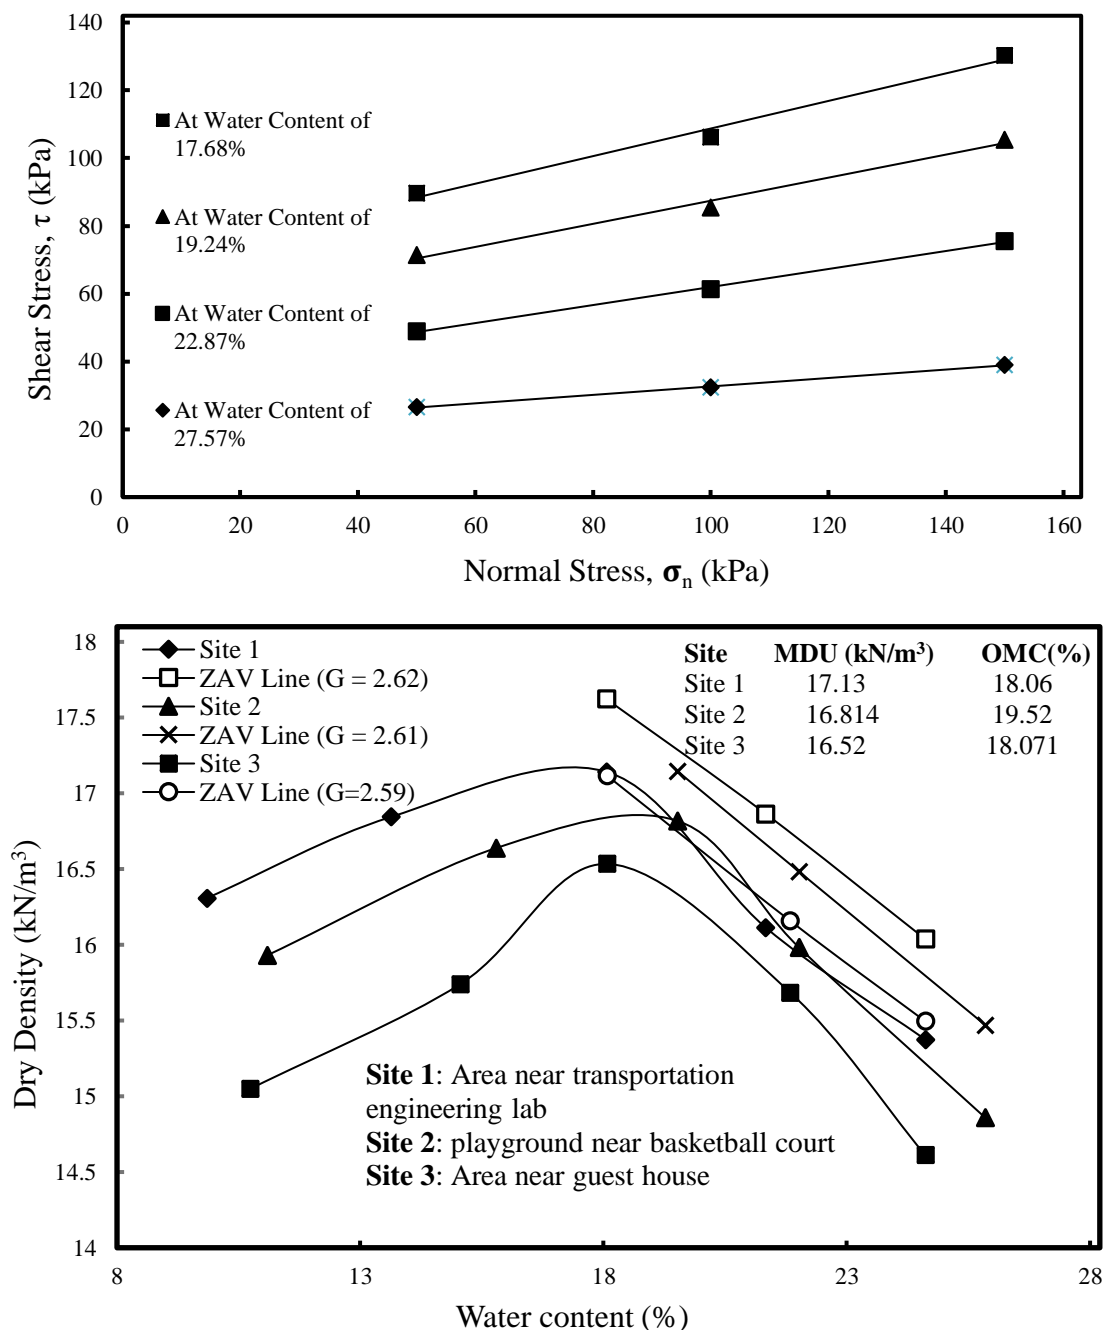 140
120
100
80
60
40
20
0
Shear Stress, τ (kPa)
At Water Content of
17.68%
At Water Content of
19.24%
At Water Content of
22.87%
At Water Content of
27.57%
0 20 40 60 80 100 120 140 160
Normal Stress, σn (kPa)
18
17.5
17
16.5
16
15.5
15
14.5
14
Dry Density (kN/m³)
Site 1
ZAV Line (G = 2.62)
Site 2
ZAV Line (G = 2.61)
Site 3
ZAV Line (G=2.59)
Site MDU (kN/m³) OMC(%)
Site 1 17.13 18.06
Site 2 16.814 19.52
Site 3 16.52 18.071
Site 1: Area near transportation
engineering lab
Site 2: playground near basketball court
Site 3: Area near guest house
8 13 18 23 28
Water content (%)